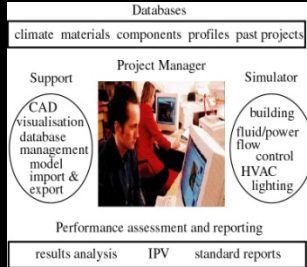 Databases
climate materials components profiles past projects
Project Manager
Support
CAD
visualisation
database
management
model
import &
export
Simulator
building
fluid/power
flow
control
HVAC
lighting
Performance assessment and reporting
results analysis IPV standard reports